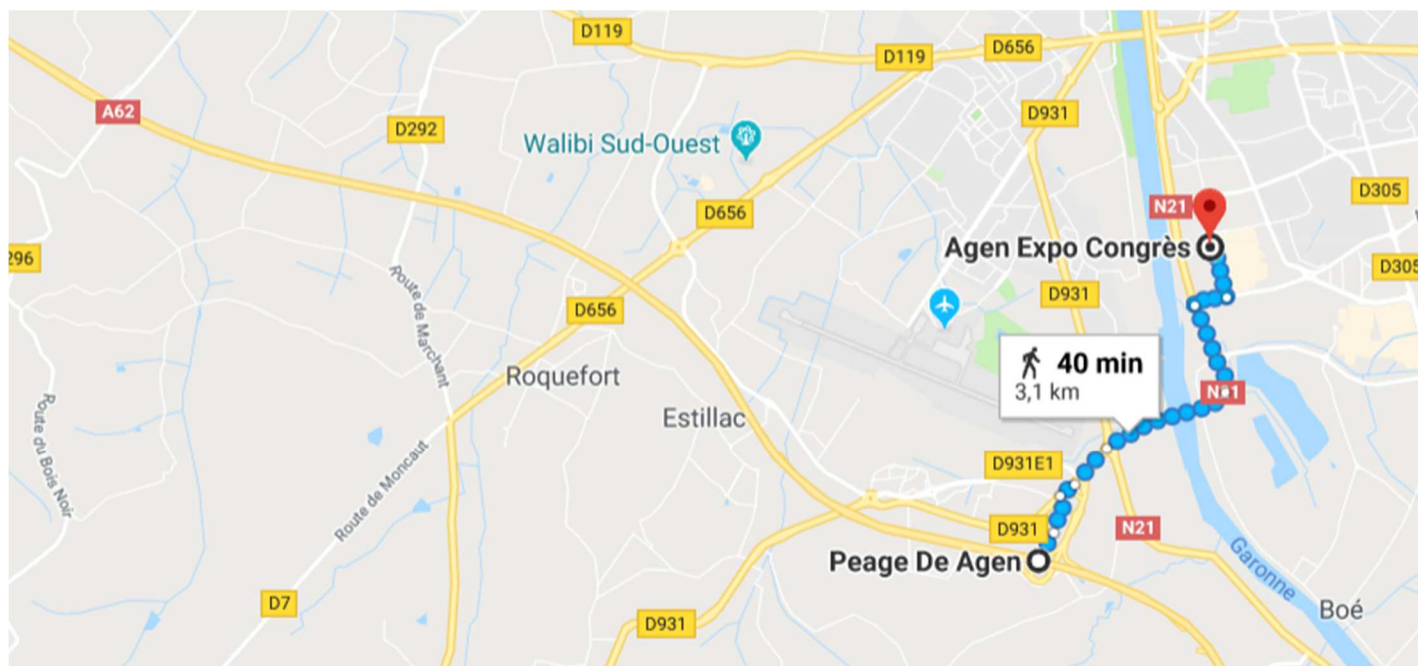 D119
D656
D119
A62
D931
D292
Walibi Sud-Ouest
D305
N21
D656
Agen Expo Congrès
296
D305
Route de Marchant
D931
D656
40 min
3,1 km
Roquefort
N21
Estillac
Route du Bois Noir
Route de Moncaut
D931E1
D931
N21
Peage De Agen
Garonne
D7
Boé
D931